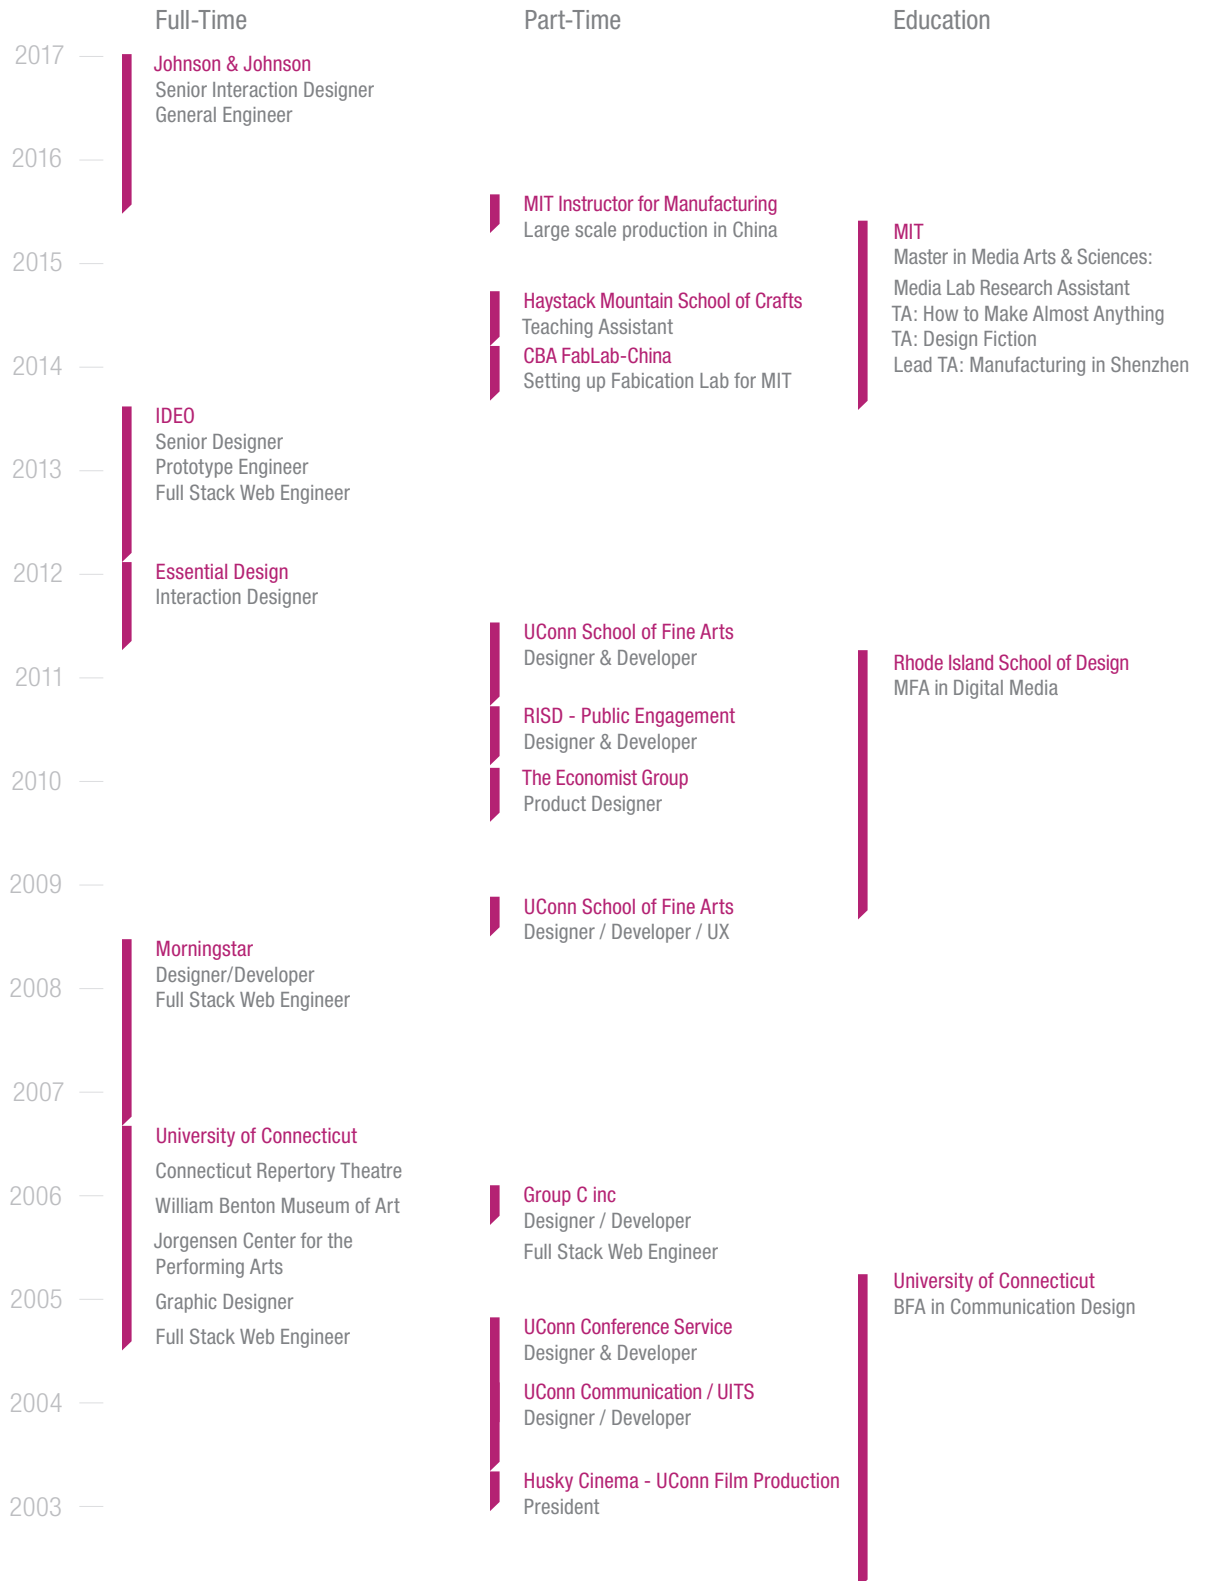 Full-Time
Part-Time
Education
2017
Johnson & Johnson
Senior Interaction Designer
General Engineer
2016
MIT Instructor for Manufacturing
Large scale production in China
MIT
Master in Media Arts & Sciences:
Media Lab Research Assistant
TA: How to Make Almost Anything
TA: Design Fiction
Lead TA: Manufacturing in Shenzhen
2015
Haystack Mountain School of Crafts
Teaching Assistant
CBA FabLab-China
Setting up Fabication Lab for MIT
2014
IDEO
Senior Designer
Prototype Engineer
Full Stack Web Engineer
2013
2012
Essential Design
Interaction Designer
UConn School of Fine Arts
Designer & Developer
Rhode Island School of Design
MFA in Digital Media
2011
RISD - Public Engagement
Designer & Developer
2010
The Economist Group
Product Designer
2009
UConn School of Fine Arts
Designer / Developer / UX
Morningstar
Designer/Developer
Full Stack Web Engineer
2008
2007
University of Connecticut
Connecticut Repertory Theatre
William Benton Museum of Art
Jorgensen Center for the
Performing Arts
Graphic Designer
Full Stack Web Engineer
2006
Group C inc
Designer / Developer
Full Stack Web Engineer
University of Connecticut
BFA in Communication Design
2005
UConn Conference Service
Designer & Developer
UConn Communication / UITS
Designer / Developer
2004
Husky Cinema - UConn Film Production
President
2003